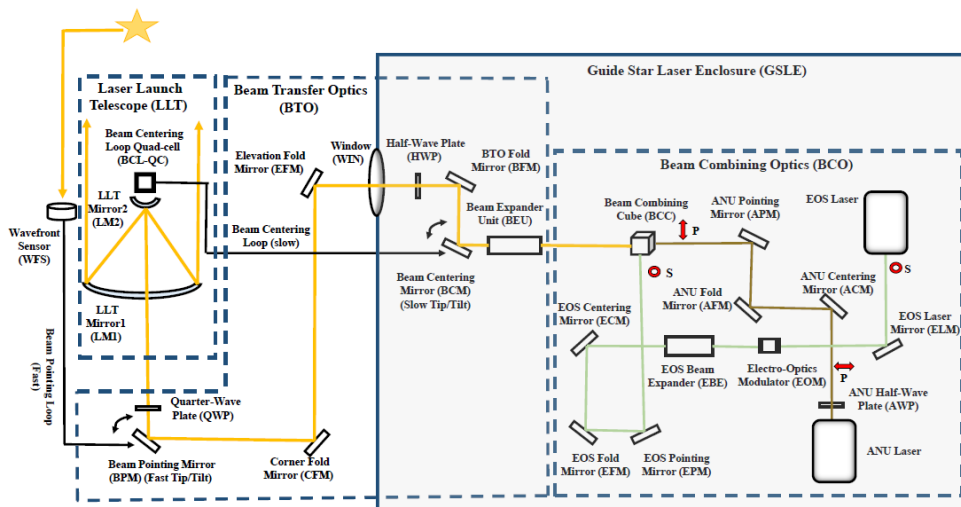 Guide Star Laser Enclosure (GSLE)
Laser Launch
Telescope (LLT)
Beam Transfer Optics
(BTO)
Beam Centering
Loop Quad-cell
(BCL-QC)
LLT
Mirror2
(LM2)
Wavefront
Sensor
(WFS)
LLT
Mirror1
(LM1)
Beam Pointing Loop
(Fast)
Elevation Fold
Mirror (EFM)
Window
(WIN)
Half-Wave Plate
(HWP)
BTO Fold
Mirror (BFM)
Beam Expander
Unit (BEU)
Beam Centering
Loop (slow)
Beam Centering
Mirror (BCM)
(Slow Tip/Tilt)
Quarter-Wave
Plate (QWP)
Beam Pointing Mirror
(BPM) (Fast Tip/Tilt)
Corner Fold
Mirror (CFM)
Beam Combining Optics (BCO)
Beam Combining
Cube (BCC)
P
S
ANU Pointing
Mirror (APM)
EOS Laser
S
ANU Fold
Mirror (AFM)
ANU Centering
Mirror (ACM)
EOS Centering
Mirror (ECM)
EOS Laser
Mirror (ELM)
EOS Beam
Expander (EBE)
Electro-Optics
Modulator (EOM)
P
ANU Half-Wave
Plate (AWP)
EOS Fold
Mirror (EFM)
EOS Pointing
Mirror (EPM)
ANU Laser